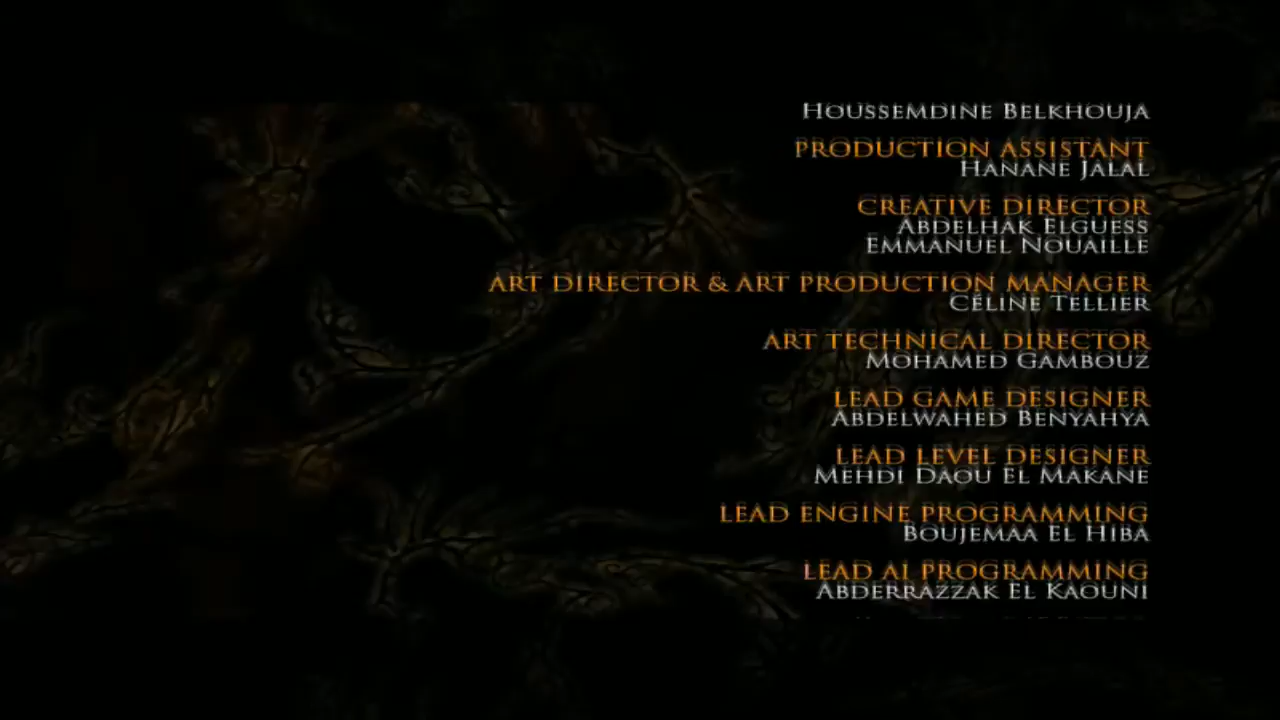 HOUSSEMDINE BELKHOUJA
PRODUCTION ASSISTANT
HANANE JALAL
CREATIVE DIRECTOR
ABDELHAK ELGUESS
EMMANUEL NOUAILLE
ART DIRECTOR & ART PRODUCTION MANAGER
CÉLINE TELLIER
ART TECHNICAL DIRECTOR
MOHAMED GAMBOUZ
LEAD GAME DESIGNER
ABDELWAHED BENYAHYA
LEAD LEVEL DESIGNER
MEHDI DAOU EL MAKANE
LEAD ENGINE PROGRAMMING
BOUJEMAA EL HIBA
LEAD AI PROGRAMMING
ABDERRAZZAK EL KAOUNI